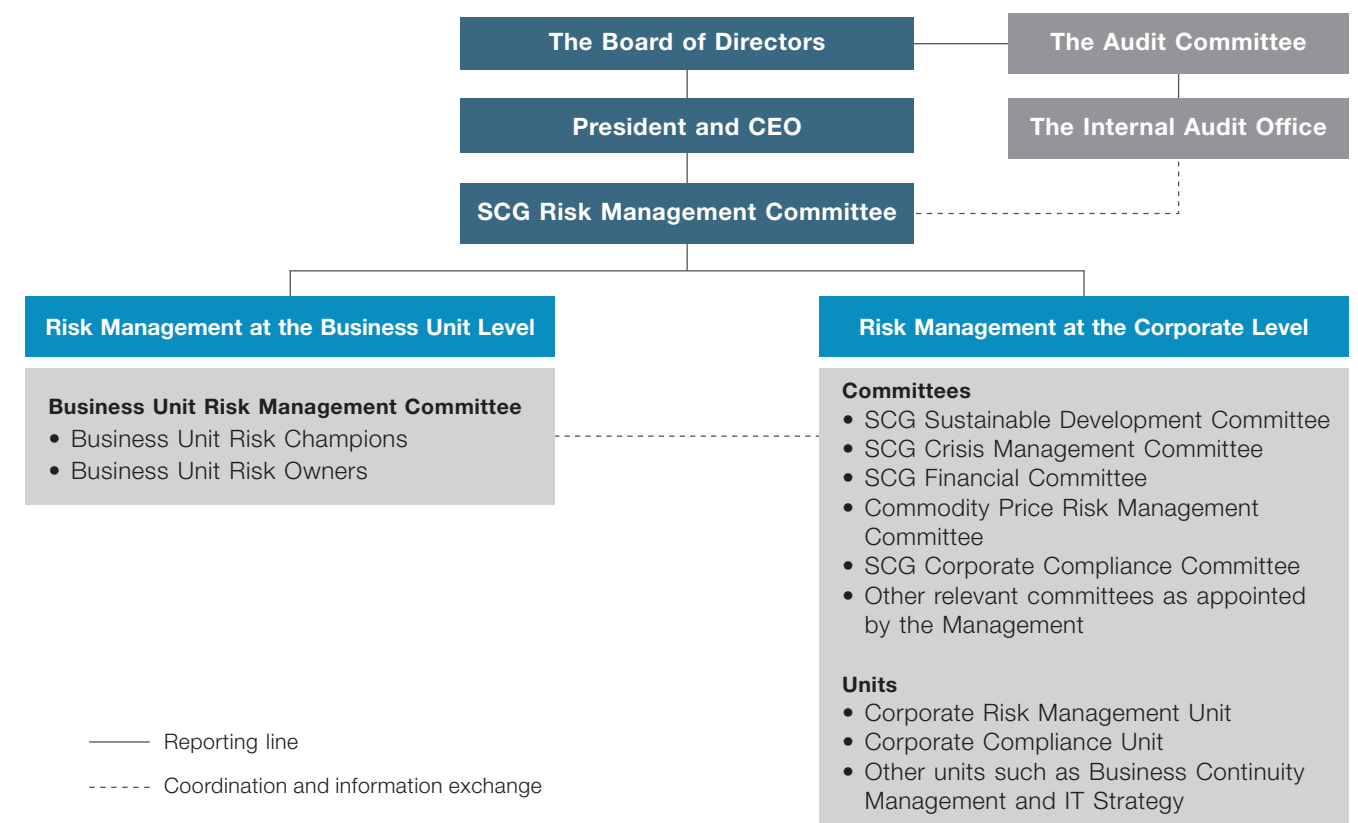 The Board of Directors
The Audit Committee
President and CEO
The Internal Audit Office
SCG Risk Management Committee
Risk Management at the Business Unit Level
Business Unit Risk Management Committee
• Business Unit Risk Champions
• Business Unit Risk Owners
Risk Management at the Corporate Level
Committees
• SCG Sustainable Development Committee
• SCG Crisis Management Committee
• SCG Financial Committee
• Commodity Price Risk Management
Committee
• SCG Corporate Compliance Committee
• Other relevant committees as appointed
by the Management
Units
• Corporate Risk Management Unit
• Corporate Compliance Unit
• Other units such as Business Continuity
Management and IT Strategy
Reporting line
Coordination and information exchange